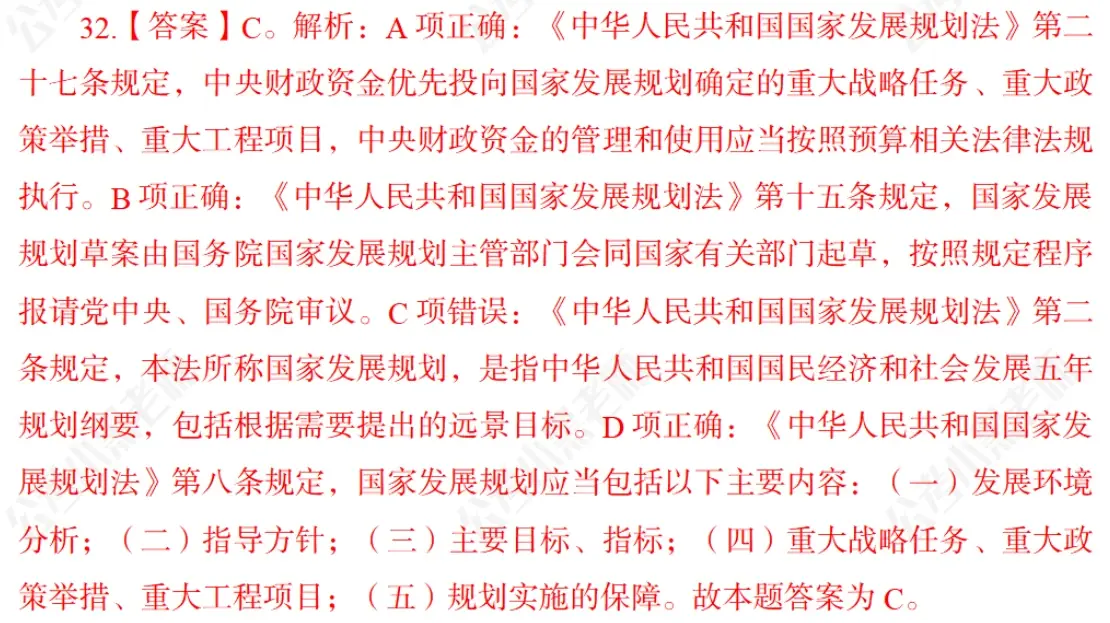 32.【答案】C。解析：A 项正确：《中华人民共和国国家发展规划法》第二
十七条规定，中央财政资金优先投向国家发展规划确定的重大战略任务、重大政
策举措、重大工程项目，中央财政资金的管理和使用应当按照预算相关法律法规
执行。B 项正确：《中华人民共和国国家发展规划法》第十五条规定，国家发展
规划草案由国务院国家发展规划主管部门会同国家有关部门起草，按照规定程序
报请党中央、国务院审议。C 项错误：《中华人民共和国国家发展规划法》第二
条规定，本法所称国家发展规划，是指中华人民共和国国民经济和社会发展五年
规划纲要，包括根据需要提出的远景目标。D 项正确：《中华人民共和国国家发
展规划法》第八条规定，国家发展规划应当包括以下主要内容：（一）发展环境
分析；（二）指导方针；（三）主要目标、指标；（四）重大战略任务、重大政
策举措、重大工程项目；（五）规划实施的保障。故本题答案为 C。